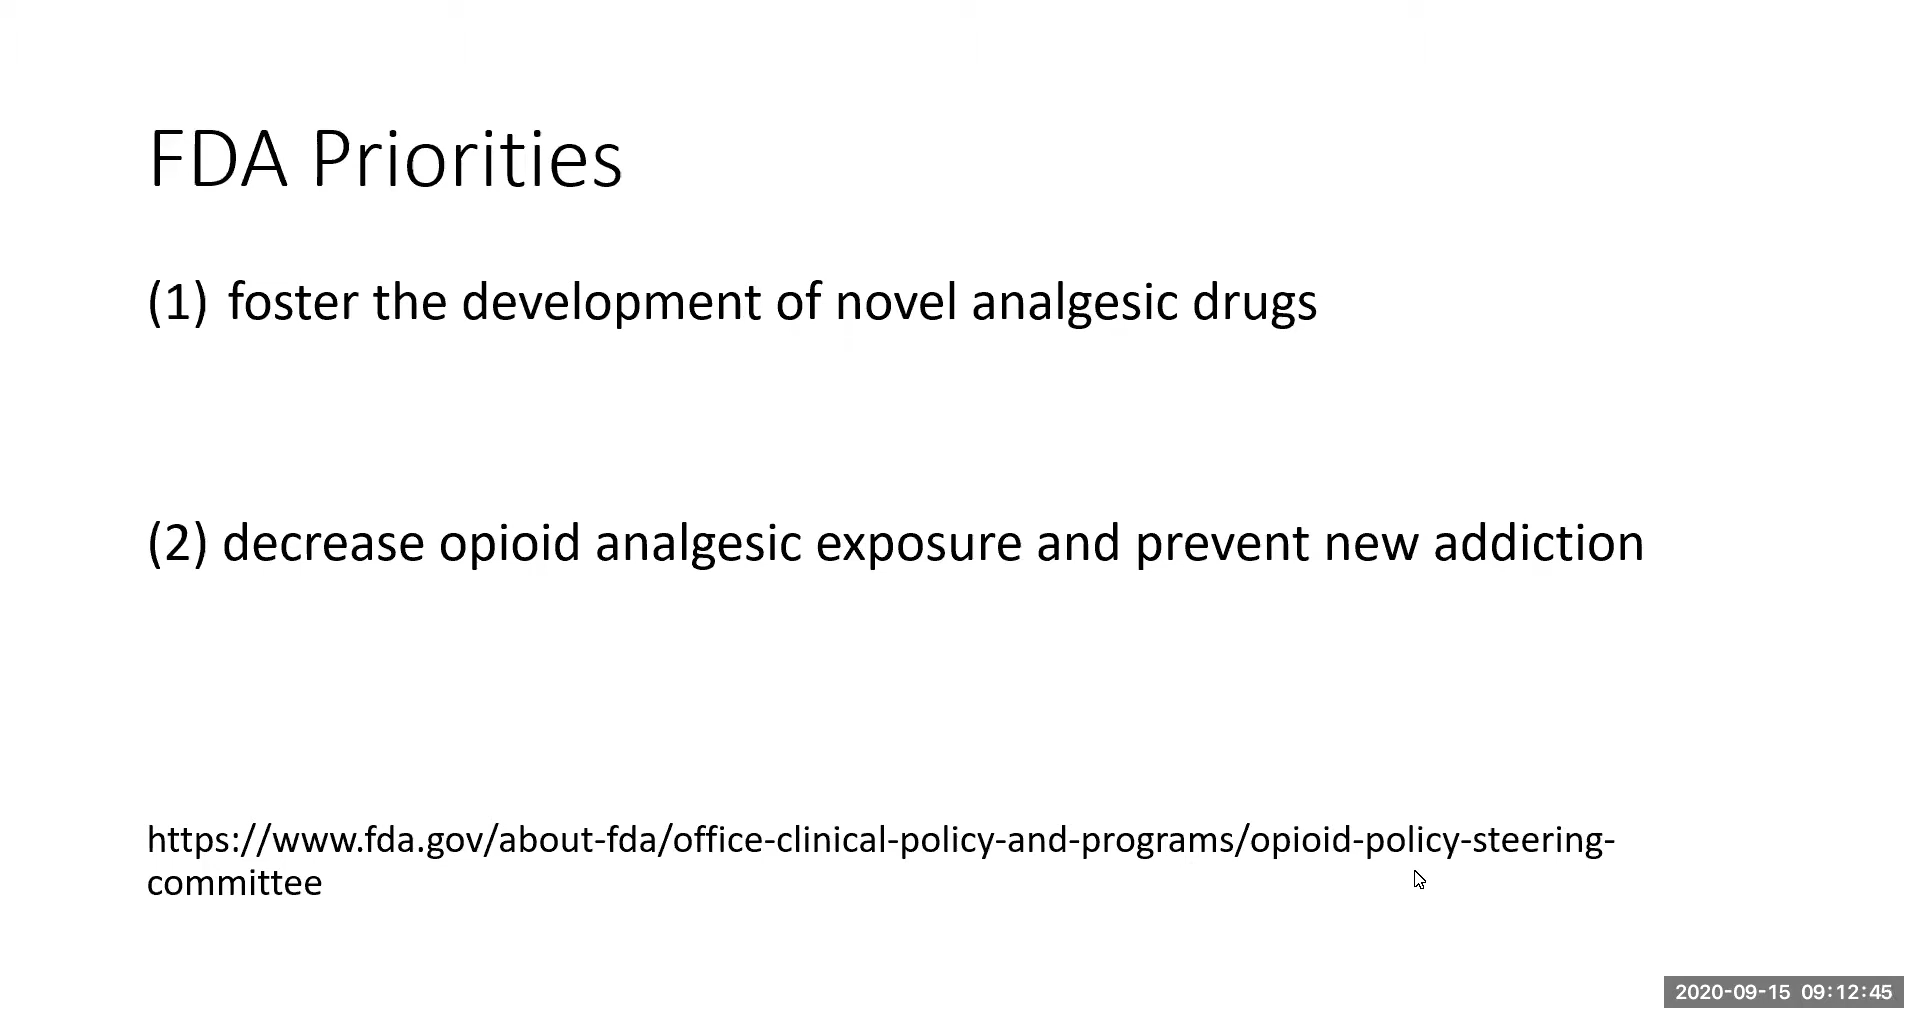 FDA Priorities
(1) foster the development of novel analgesic drugs
(2) decrease opioid analgesic exposure and prevent new addiction
https://www.fda.gov/about-fda/office-clinical-policy-and-programs/opioid-policy-steering-
committee
2020-09-15 09:12:45